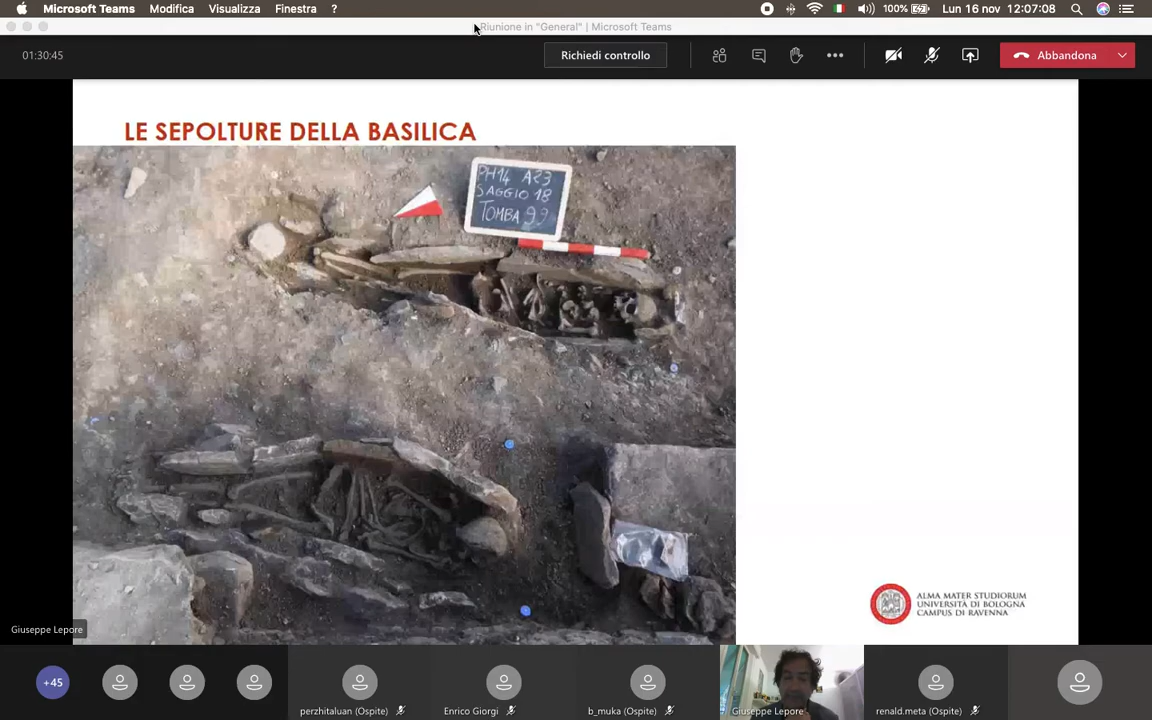 Microsoft Teams Modifica Visualizza Finestra ? 100% Lun 16 nov 12:07:08
Riunione in "General" | Microsoft Teams
01:30:45 Richiedi controllo Abbandona
LE SEPOLTURE DELLA BASILICA
PH14 A23
SAGGIO 18
TOMBA 99
ALMA MATER STUDIORUM
UNIVERSITÀ DI BOLOGNA
CAMPUS DI RAVENNA
Giuseppe Lepore
+45 perzhitaluan (Ospite) Enrico Giorgi b_muka (Ospite) Giuseppe Lepore renald.meta (Ospite)